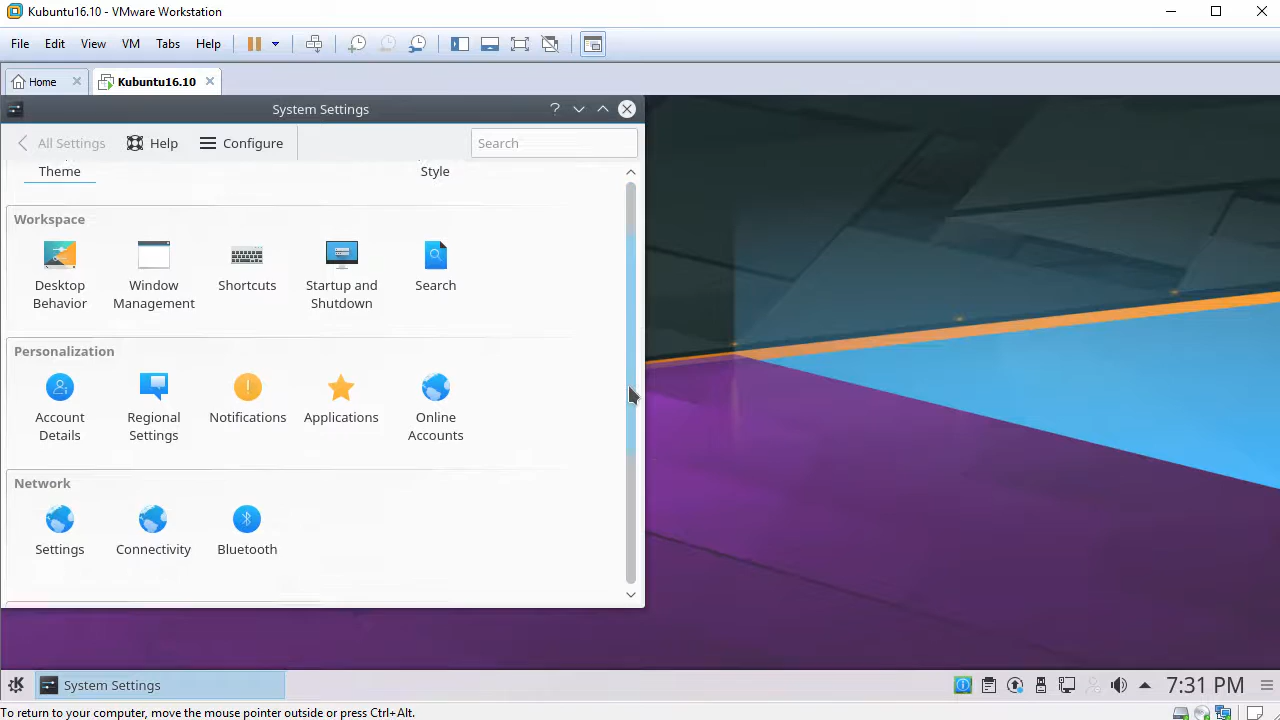 Kubuntu16.10 - VMware Workstation
File Edit View VM Tabs Help
Home Kubuntu16.10
System Settings
All Settings Help Configure Search
Theme Style
Workspace
Desktop Behavior
Window Management
Shortcuts
Startup and Shutdown
Search
Personalization
Account Details
Regional Settings
Notifications
Applications
Online Accounts
Network
Settings Connectivity Bluetooth
System Settings 7:31 PM
To return to your computer, move the mouse pointer outside or press Ctrl+Alt.